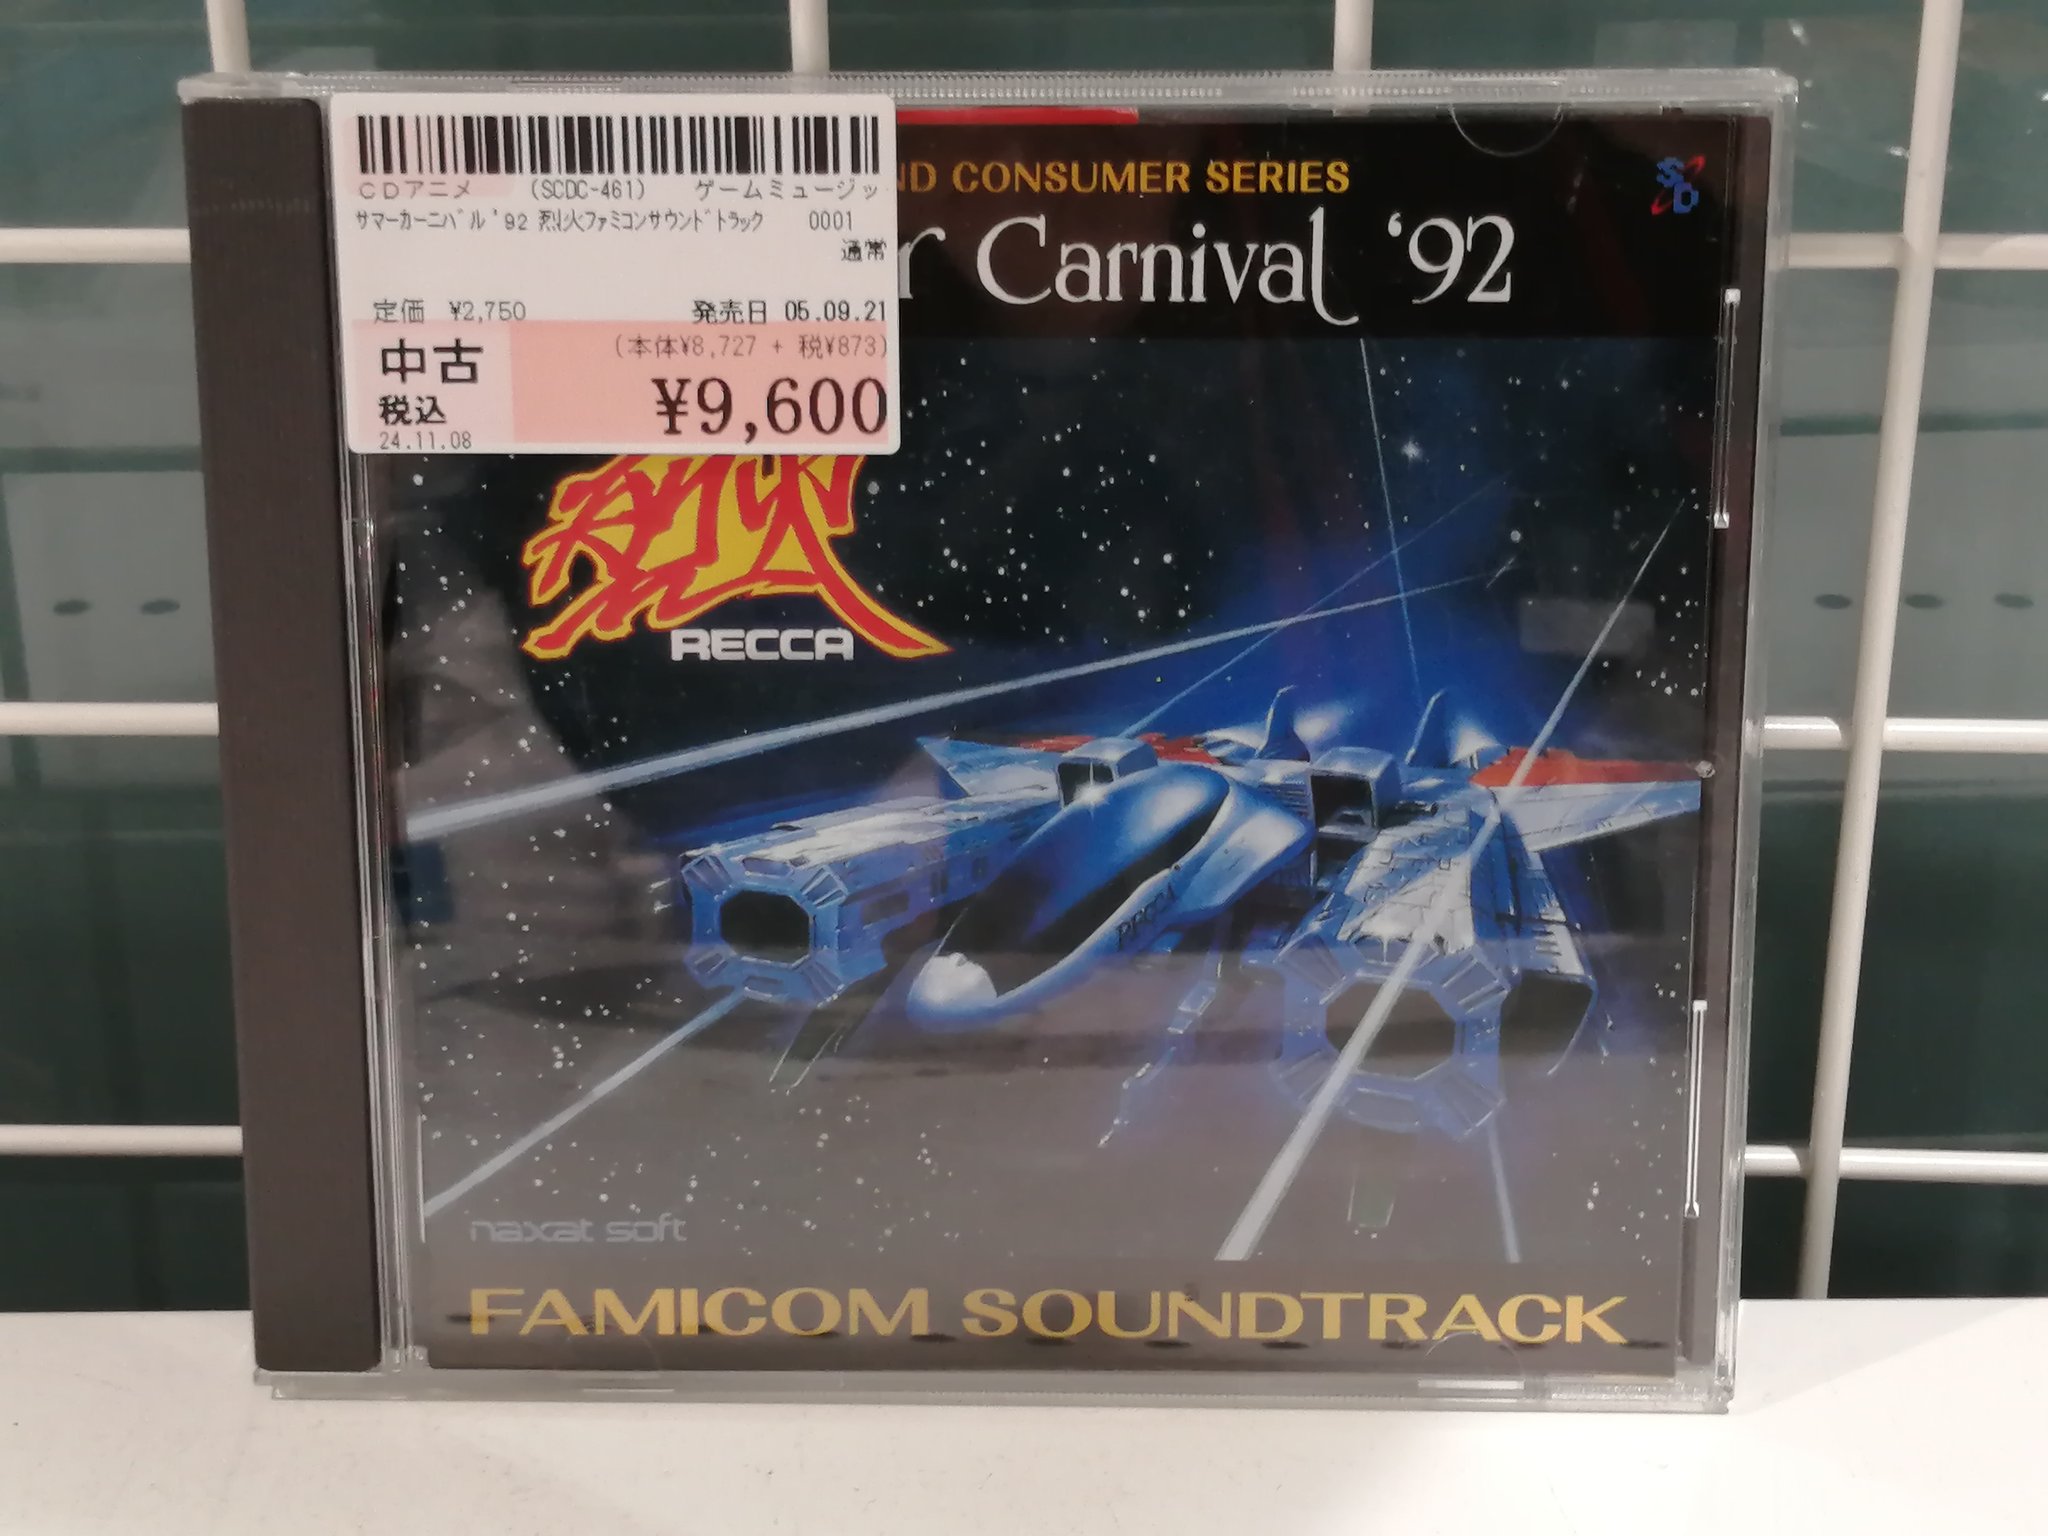 CDアニメ (SCDC-461) ゲームミュージッ
サマーカーニバル'92 烈火ファミコンサウンドトラック 0001
通常
定価 ¥2,750 発売日 05.09.21
(本体¥8,727 + 税¥873)
中古
税込
¥9,600
24.11.08
ND CONSUMER SERIES
SD
r Carnival '92
烈火
RECCA
RECCA
naxat soft
FAMICOM SOUNDTRACK